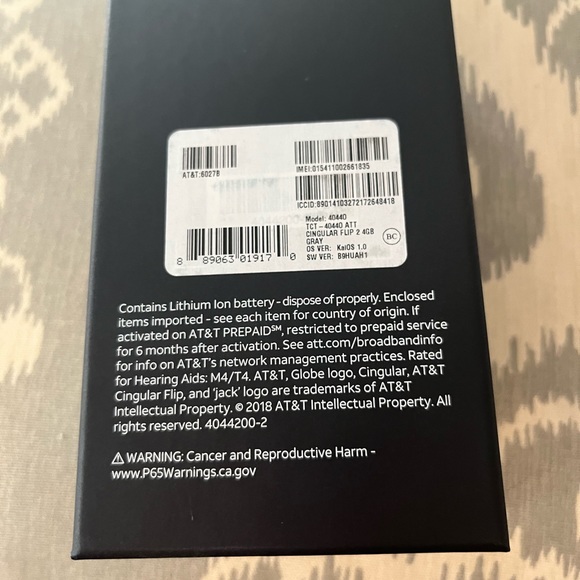 AT&T:6027B
IMEI:015411002661835
ICCID:89014103272172648418
Model: 4044O
TCT - 4044O ATT
CINGULAR FLIP 2 4GB
GRAY
OS VER: KaiOS 1.0
SW VER: B9HUAH1
BC
8 89063 01917 0
Contains Lithium Ion battery - dispose of properly. Enclosed
items imported - see each item for country of origin. If
activated on AT&T PREPAID℠, restricted to prepaid service
for 6 months after activation. See att.com/broadbandinfo
for info on AT&T's network management practices. Rated
for Hearing Aids: M4/T4. AT&T, Globe logo, Cingular, AT&T
Cingular Flip, and 'jack' logo are trademarks of AT&T
Intellectual Property. © 2018 AT&T Intellectual Property. All
rights reserved. 4044200-2
⚠ WARNING: Cancer and Reproductive Harm -
www.P65Warnings.ca.gov